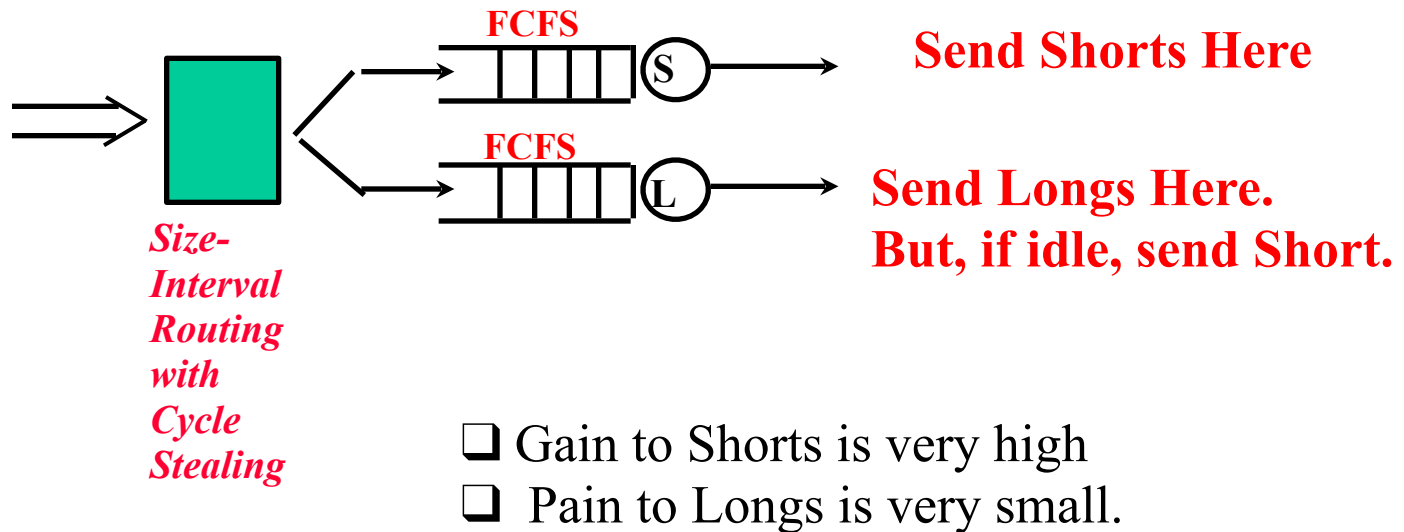 FCFS
S
Send Shorts Here
FCFS
L
Send Longs Here.
But, if idle, send Short.
Size-
Interval
Routing
with
Cycle
Stealing
❑ Gain to Shorts is very high
❑ Pain to Longs is very small.